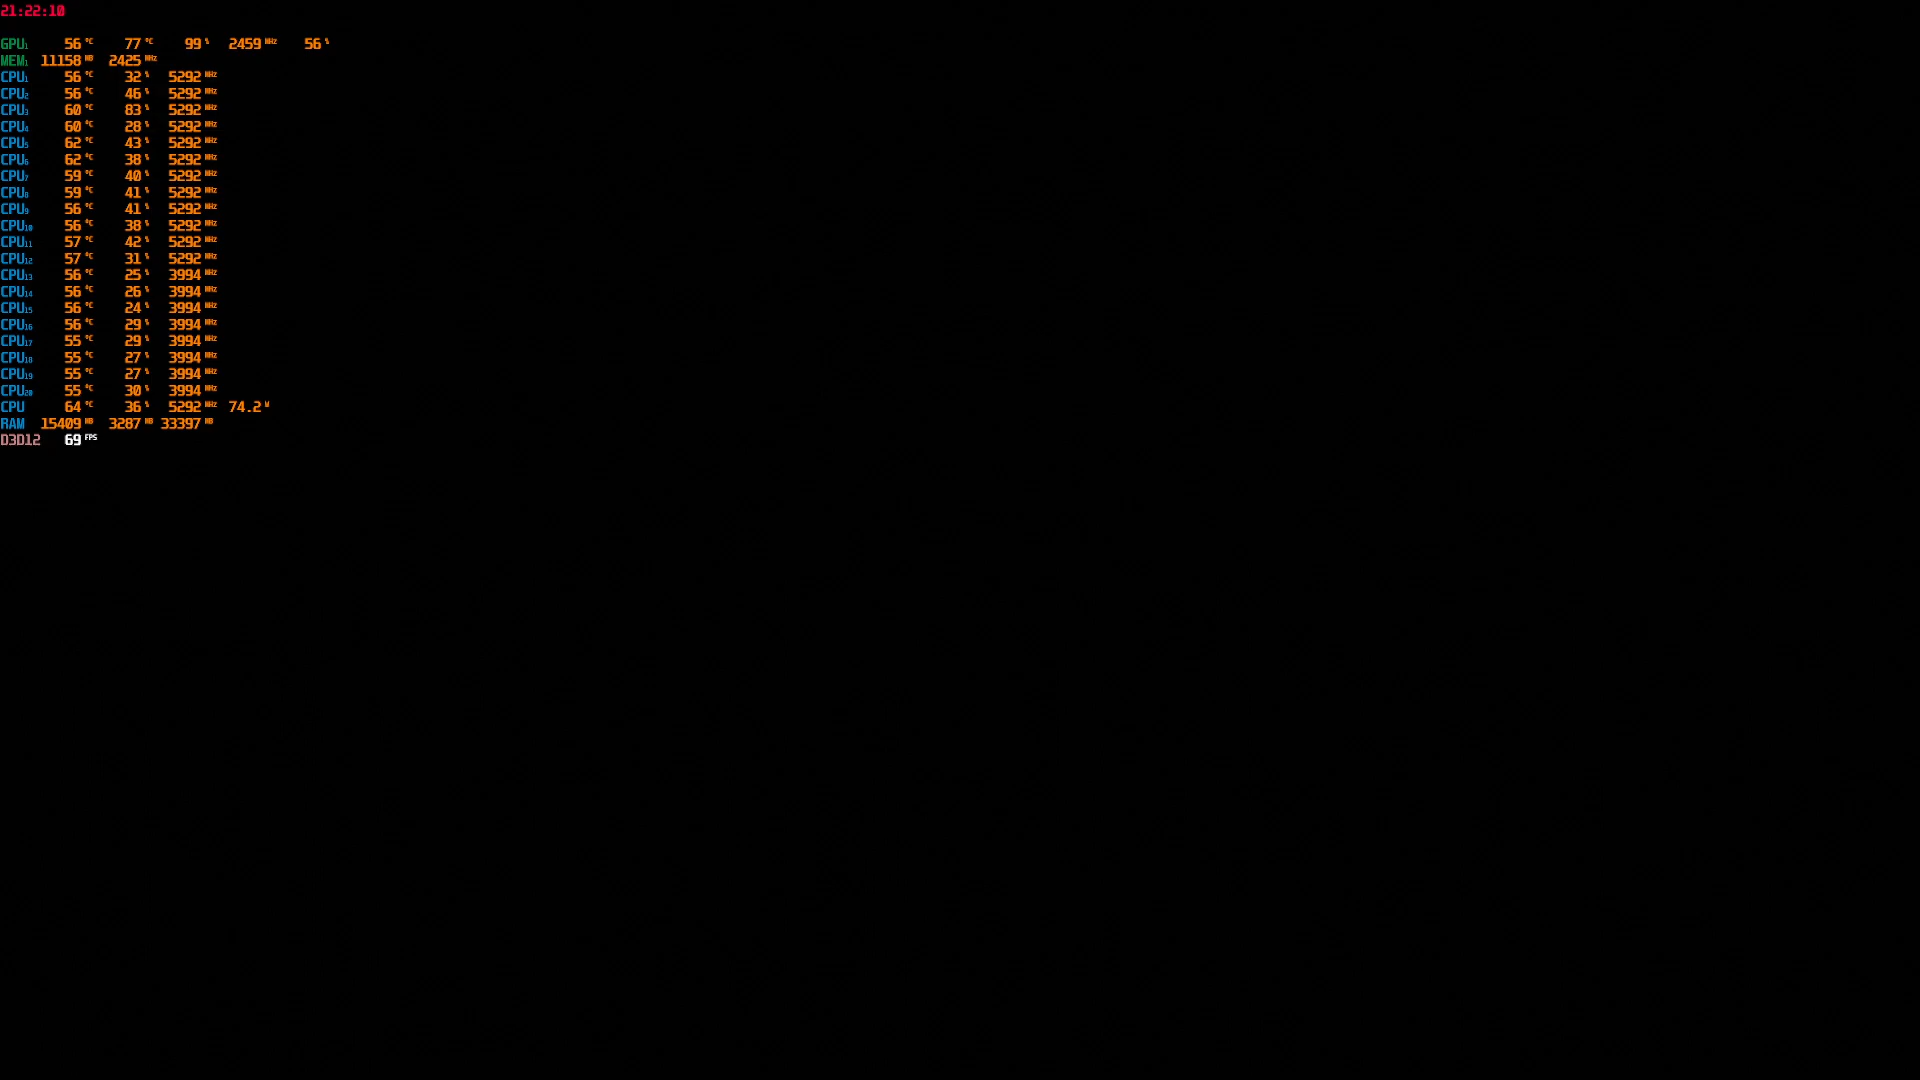 21:22:10
GPU1 56 °C 77 °C 99 % 2459 MHz 56 %
MEM1 11158 MB 2425 MHz
CPU1 56 °C 32 % 5292 MHz
CPU2 56 °C 46 % 5292 MHz
CPU3 60 °C 83 % 5292 MHz
CPU4 60 °C 28 % 5292 MHz
CPU5 62 °C 43 % 5292 MHz
CPU6 62 °C 38 % 5292 MHz
CPU7 59 °C 40 % 5292 MHz
CPU8 59 °C 41 % 5292 MHz
CPU9 56 °C 41 % 5292 MHz
CPU10 56 °C 38 % 5292 MHz
CPU11 57 °C 42 % 5292 MHz
CPU12 57 °C 31 % 5292 MHz
CPU13 56 °C 25 % 3994 MHz
CPU14 56 °C 26 % 3994 MHz
CPU15 56 °C 24 % 3994 MHz
CPU16 56 °C 29 % 3994 MHz
CPU17 55 °C 29 % 3994 MHz
CPU18 55 °C 27 % 3994 MHz
CPU19 55 °C 27 % 3994 MHz
CPU20 55 °C 30 % 3994 MHz
CPU 64 °C 36 % 5292 MHz 74.2 W
RAM 15409 MB 3287 MB 33397 MB
D3D12 69 FPS